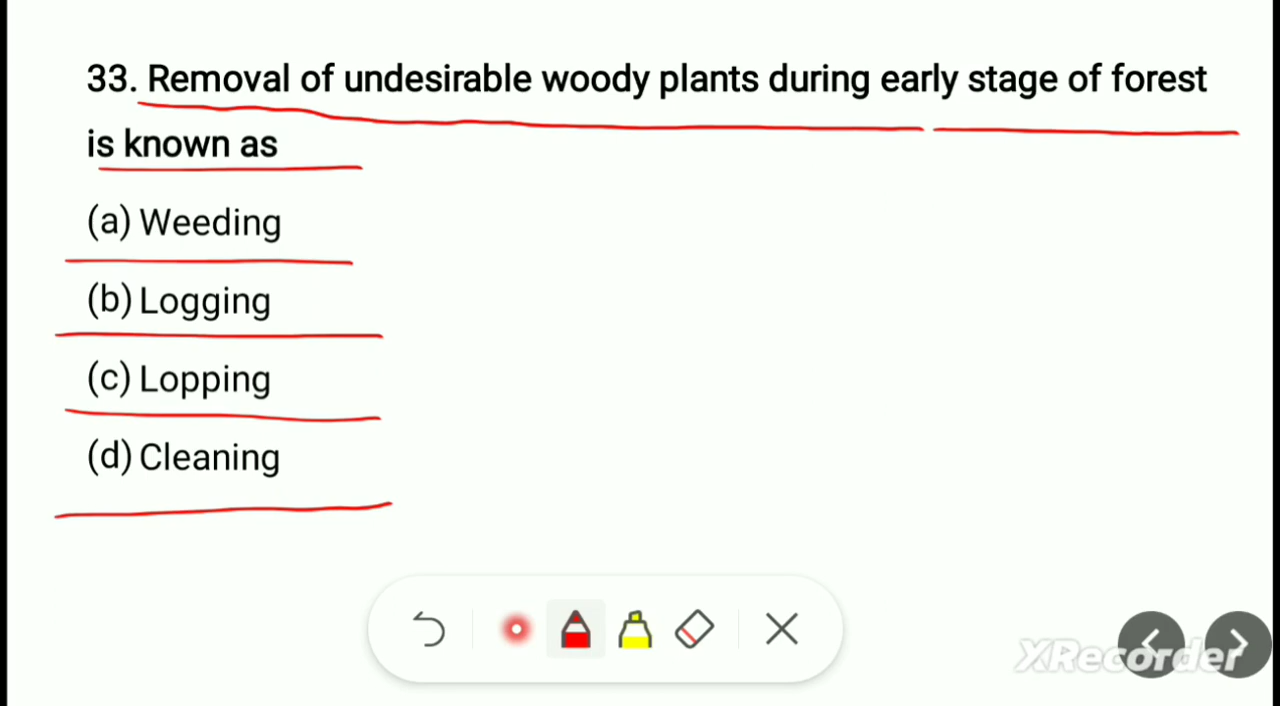 33. Removal of undesirable woody plants during early stage of forest
is known as
(a) Weeding
(b) Logging
(c) Lopping
(d) Cleaning
XRecorder